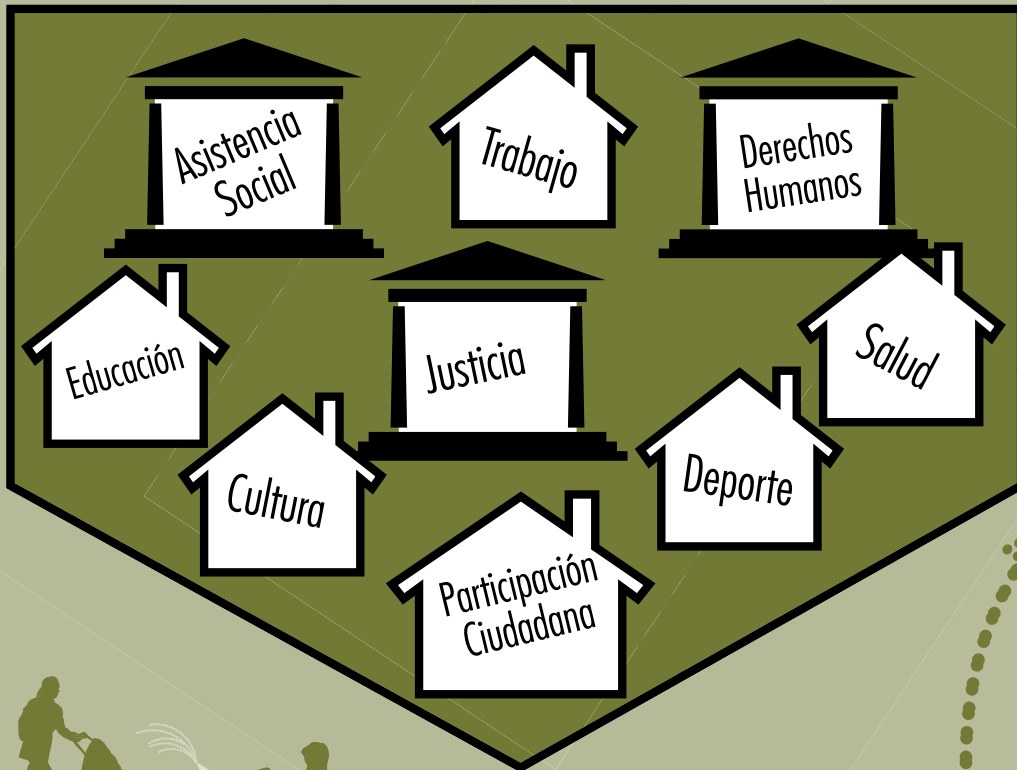 Asistencia
Social
Trabajo
Derechos
Humanos
Educación
Justicia
Salud
Cultura
Deporte
Participación
Ciudadana